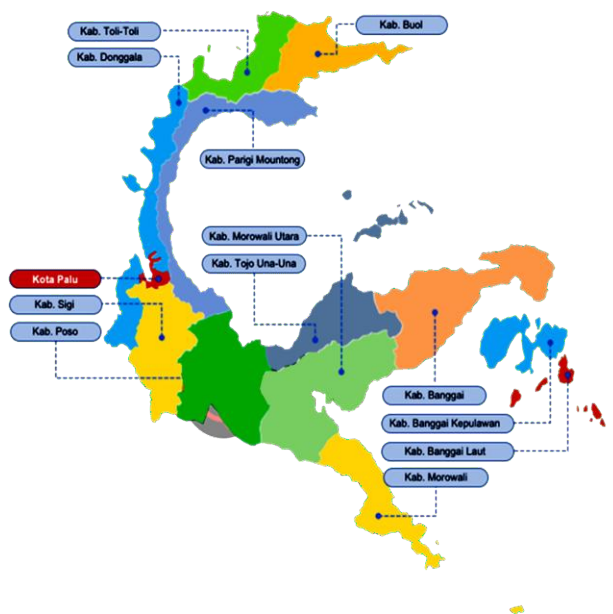 Kab. Toli-Toli
Kab. Buol
Kab. Donggala
Kab. Parigi Mountong
Kab. Morowali Utara
Kab. Tojo Una-Una
Kota Palu
Kab. Sigi
Kab. Poso
Kab. Banggai
Kab. Banggai Kepulawan
Kab. Banggai Laut
Kab. Morowali